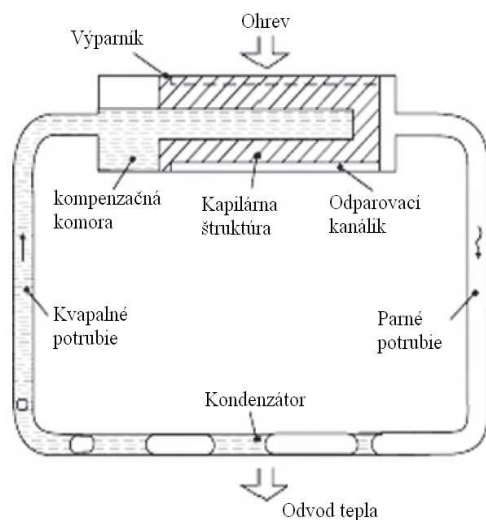 Ohrev
Výparník
kompenzačná
komora
Kapilárna
štruktúra
Odparovací
kanálik
Kvapalné
potrubie
Parné
potrubie
Kondenzátor
Odvod tepla